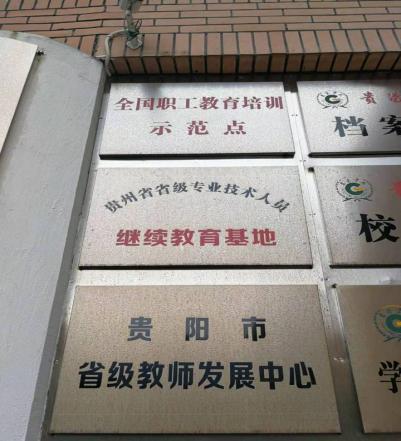 全国职工教育培训
示范点
贵州省省级专业技术人员
继续教育基地
贵阳市
省级教师发展中心
贵
档案
校
学